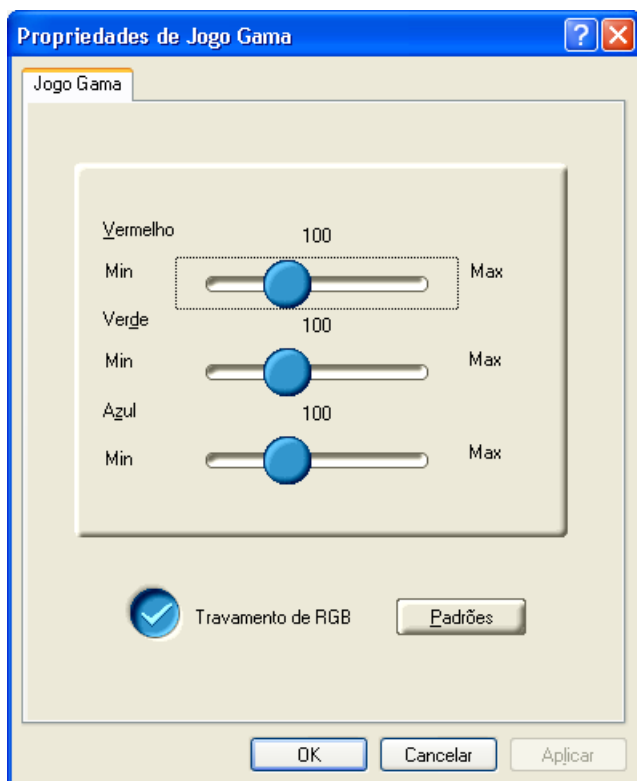 Propriedades de Jogo Gama
Jogo Gama
Vermelho
100
Min
Max
Verde
100
Min
Max
Azul
100
Min
Max
Travamento de RGB
Padrões
OK
Cancelar
Aplicar